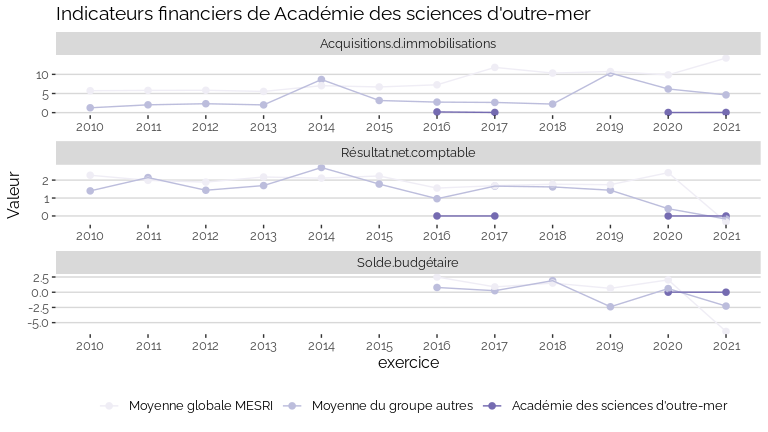 Indicateurs financiers de Académie des sciences d'outre-mer
Acquisitions.d.immobilisations
10
5
0
2010 2011 2012 2013 2014 2015 2016 2017 2018 2019 2020 2021
Résultat.net.comptable
2
1
0
2010 2011 2012 2013 2014 2015 2016 2017 2018 2019 2020 2021
Solde.budgétaire
2.5
0.0
−2.5
−5.0
2010 2011 2012 2013 2014 2015 2016 2017 2018 2019 2020 2021
Valeur
exercice
Moyenne globale MESRI Moyenne du groupe autres Académie des sciences d'outre-mer